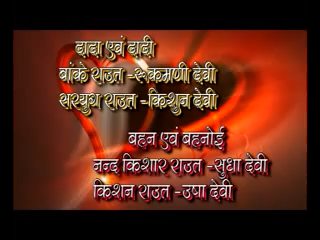 दादा एवं दादी
बांके राउत -रूकमणी देवी
सरयुग राउत -किशुन देवी
बहन एवं बहनोई
नन्द किशोर राउत -सुधा देवी
किशन राउत -उषा देवी